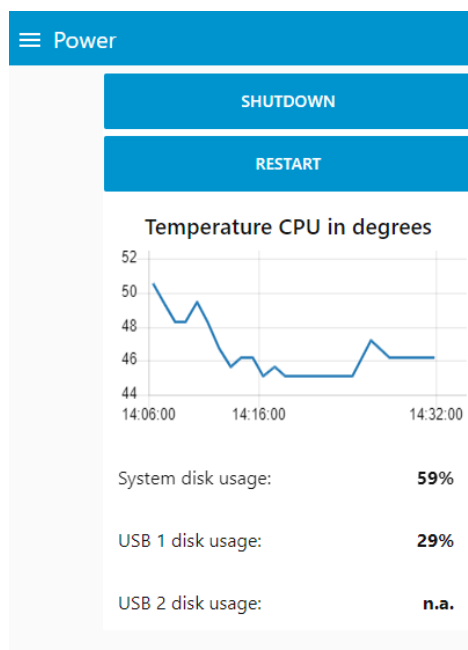 Power
SHUTDOWN
RESTART
Temperature CPU in degrees
52
50
48
46
44
14:06:00 14:16:00 14:32:00
System disk usage: 59%
USB 1 disk usage: 29%
USB 2 disk usage: n.a.